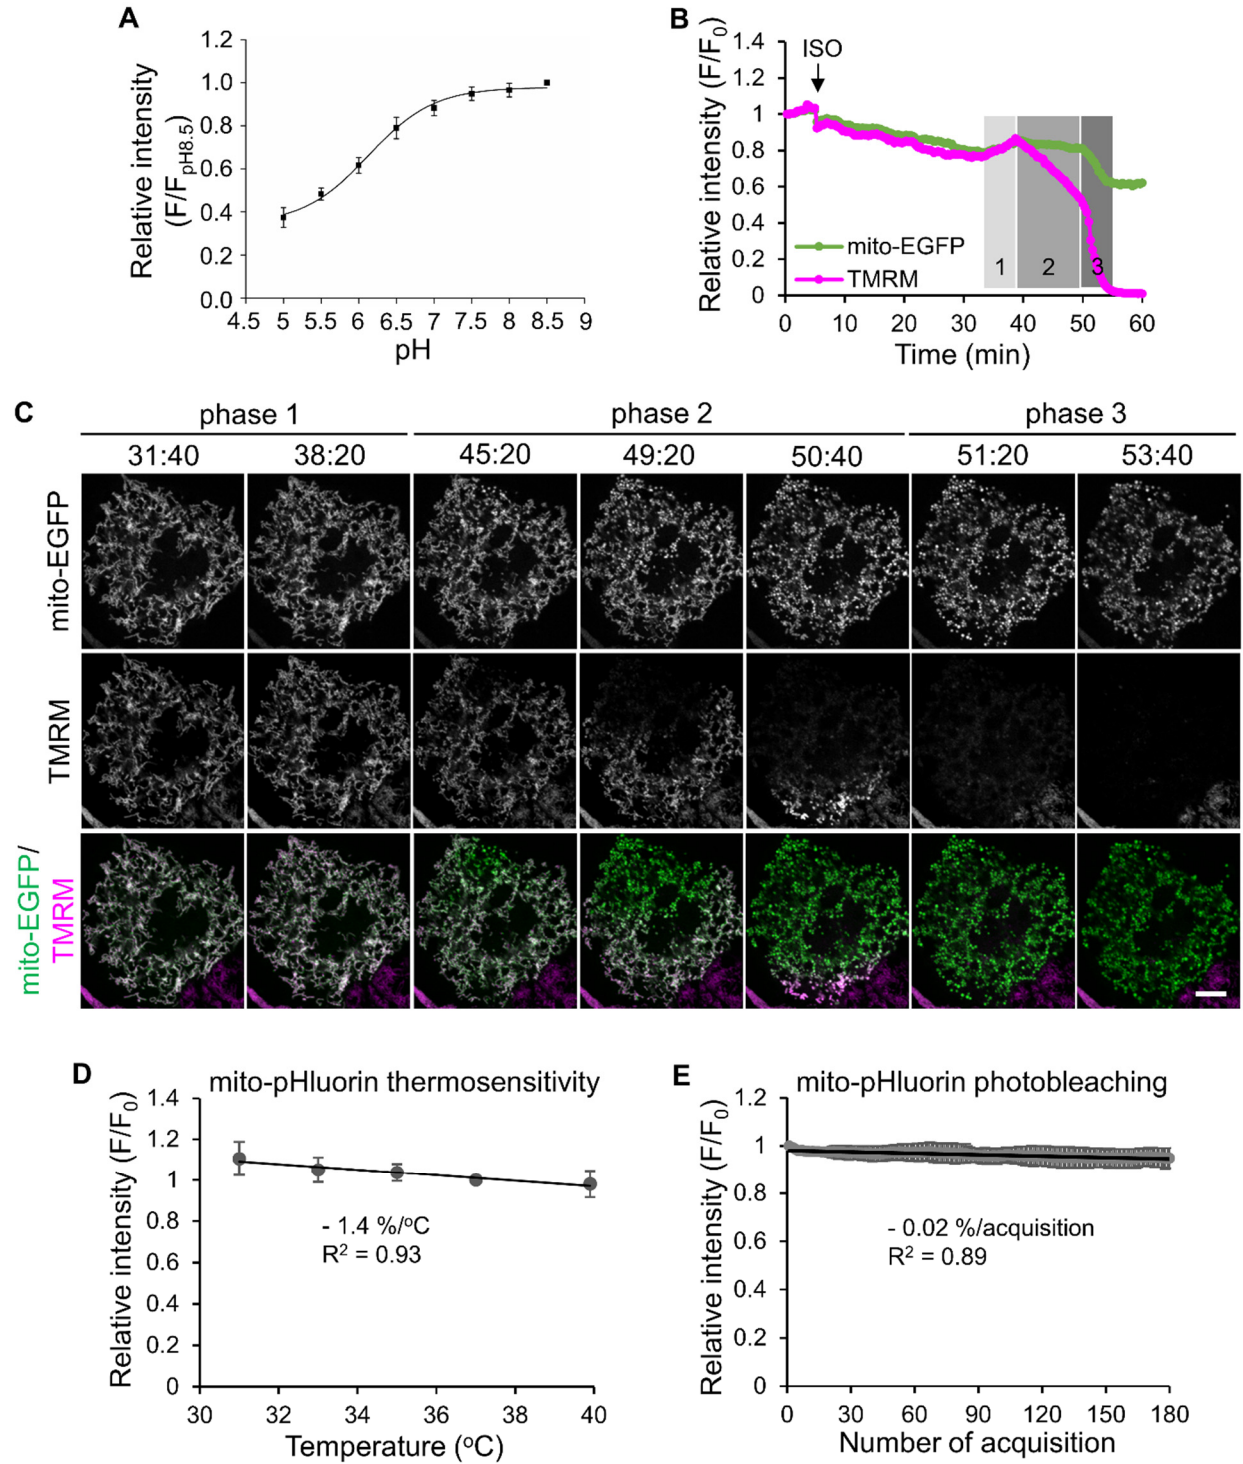 A
Relative intensity
(F/FpH8.5)
1.2
1.0
0.8
0.6
0.4
0.2
0.0
4.5 5 5.5 6 6.5 7 7.5 8 8.5 9
pH
B
Relative intensity (F/F0)
1.4
1.2
1
0.8
0.6
0.4
0.2
0
ISO
mito-EGFP
TMRM
1 2 3
0 10 20 30 40 50 60
Time (min)
C
phase 1 phase 2 phase 3
31:40 38:20 45:20 49:20 50:40 51:20 53:40
mito-EGFP
TMRM
mito-EGFP/
TMRM
D
mito-pHluorin thermosensitivity
Relative intensity (F/F0)
1.4
1.2
1
0.8
0.6
0.4
0.2
0
- 1.4 %/oC
R2 = 0.93
30 32 34 36 38 40
Temperature (oC)
E
mito-pHluorin photobleaching
Relative intensity (F/F0)
1.2
1
0.8
0.6
0.4
0.2
0
- 0.02 %/acquisition
R2 = 0.89
0 30 60 90 120 150 180
Number of acquisition